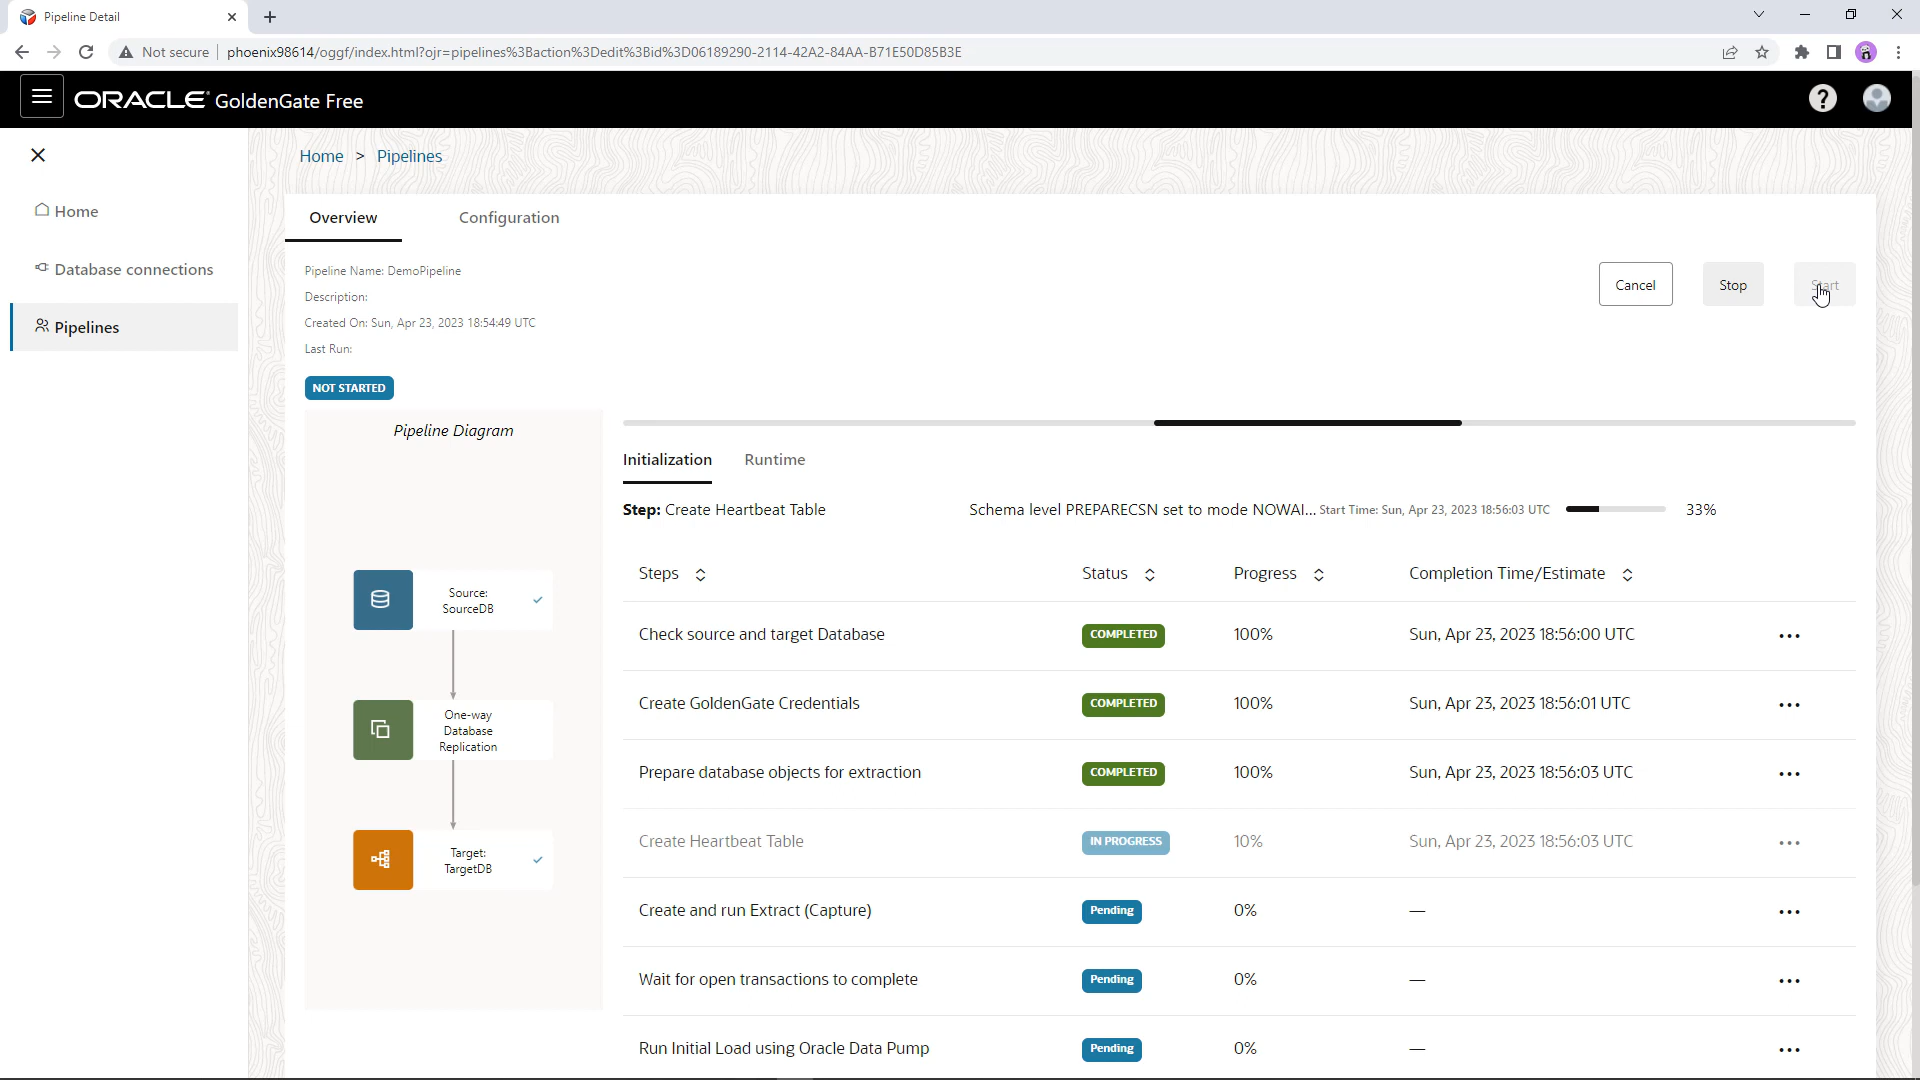 Pipeline Detail
Not secure
phoenix98614/oggf/index.html?ojr=pipelines%3Baction%3Dedit%3Bid%3D06189290-2114-42A2-84AA-B71E50D85B3E
ORACLE GoldenGate Free
Home
Database connections
Pipelines
Home > Pipelines
Overview
Configuration
Pipeline Name: DemoPipeline
Description:
Created On: Sun, Apr 23, 2023 18:54:49 UTC
Last Run:
Cancel
Stop
Start
NOT STARTED
Pipeline Diagram
Source:
SourceDB
One-way
Database
Replication
Target:
TargetDB
Initialization
Runtime
Step: Create Heartbeat Table
Schema level PREPARECSN set to mode NOWAI... Start Time: Sun, Apr 23, 2023 18:56:03 UTC 33%
Steps Status Progress Completion Time/Estimate
Check source and target Database COMPLETED 100% Sun, Apr 23, 2023 18:56:00 UTC
Create GoldenGate Credentials COMPLETED 100% Sun, Apr 23, 2023 18:56:01 UTC
Prepare database objects for extraction COMPLETED 100% Sun, Apr 23, 2023 18:56:03 UTC
Create Heartbeat Table IN PROGRESS 10% Sun, Apr 23, 2023 18:56:03 UTC
Create and run Extract (Capture) Pending 0% —
Wait for open transactions to complete Pending 0% —
Run Initial Load using Oracle Data Pump Pending 0% —